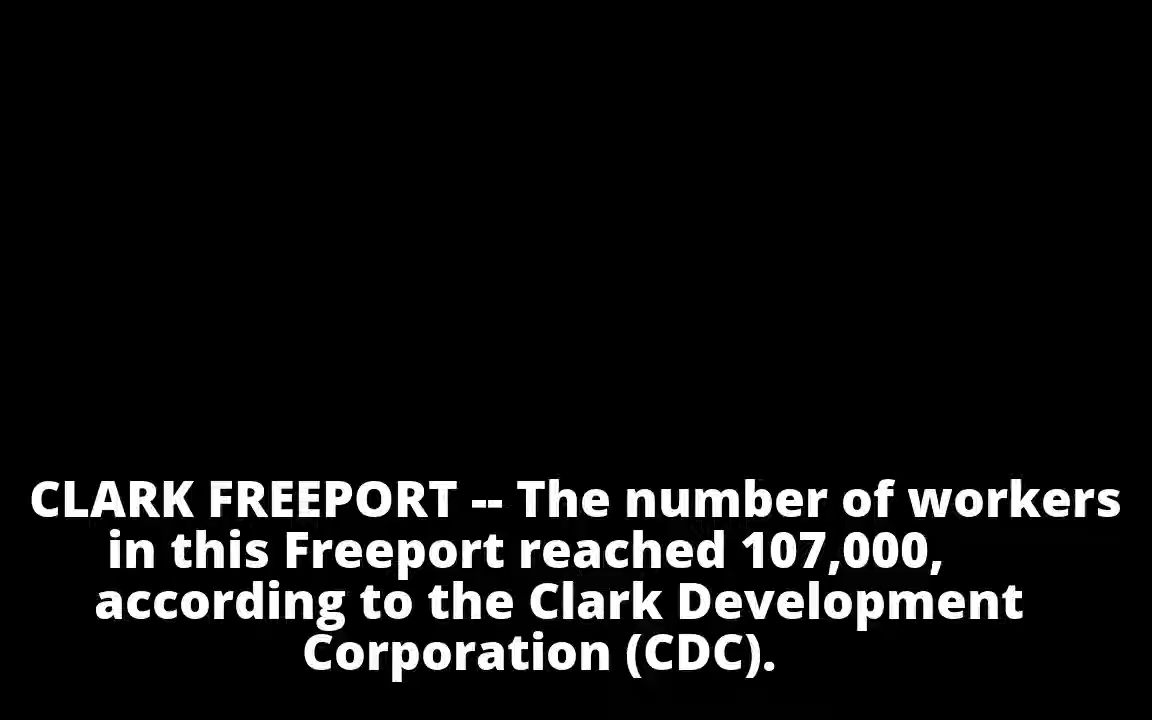 CLARK FREEPORT -- The number of workers
in this Freeport reached 107,000,
according to the Clark Development
Corporation (CDC).